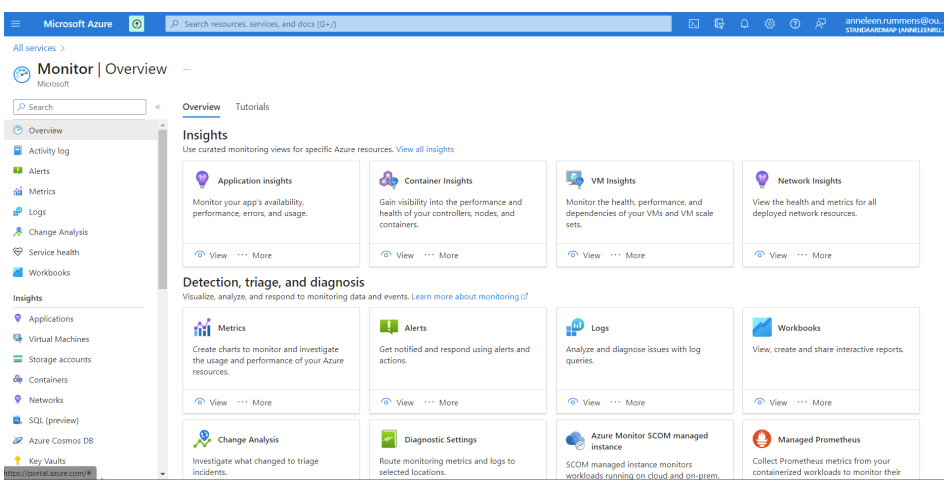 Microsoft Azure
Search resources, services, and docs (G+/)
anneleen.rummens@ou...
STANDAARDMAP (ANNELEENRU...
All services >
Monitor | Overview ...
Microsoft
Search «
Overview
Activity log
Alerts
Metrics
Logs
Change Analysis
Service health
Workbooks
Insights
Applications
Virtual Machines
Storage accounts
Containers
Networks
SQL (preview)
Azure Cosmos DB
Key Vaults
https://portal.azure.com/#
Overview Tutorials
Insights
Use curated monitoring views for specific Azure resources. View all insights
Application insights
Monitor your app's availability,
performance, errors, and usage.
View ... More
Container Insights
Gain visibility into the performance and
health of your controllers, nodes, and
containers.
View ... More
VM Insights
Monitor the health, performance, and
dependencies of your VMs and VM scale
sets.
View ... More
Network Insights
View the health and metrics for all
deployed network resources.
View ... More
Detection, triage, and diagnosis
Visualize, analyze, and respond to monitoring data and events. Learn more about monitoring
Metrics
Create charts to monitor and investigate
the usage and performance of your Azure
resources.
View ... More
Alerts
Get notified and respond using alerts and
actions.
View ... More
Logs
Analyze and diagnose issues with log
queries.
View ... More
Workbooks
View, create and share interactive reports.
View ... More
Change Analysis
Investigate what changed to triage
incidents.
Diagnostic Settings
Route monitoring metrics and logs to
selected locations.
Azure Monitor SCOM managed
instance
SCOM managed instance monitors
workloads running on cloud and on-prem.
Managed Prometheus
Collect Prometheus metrics from your
containerized workloads to monitor their